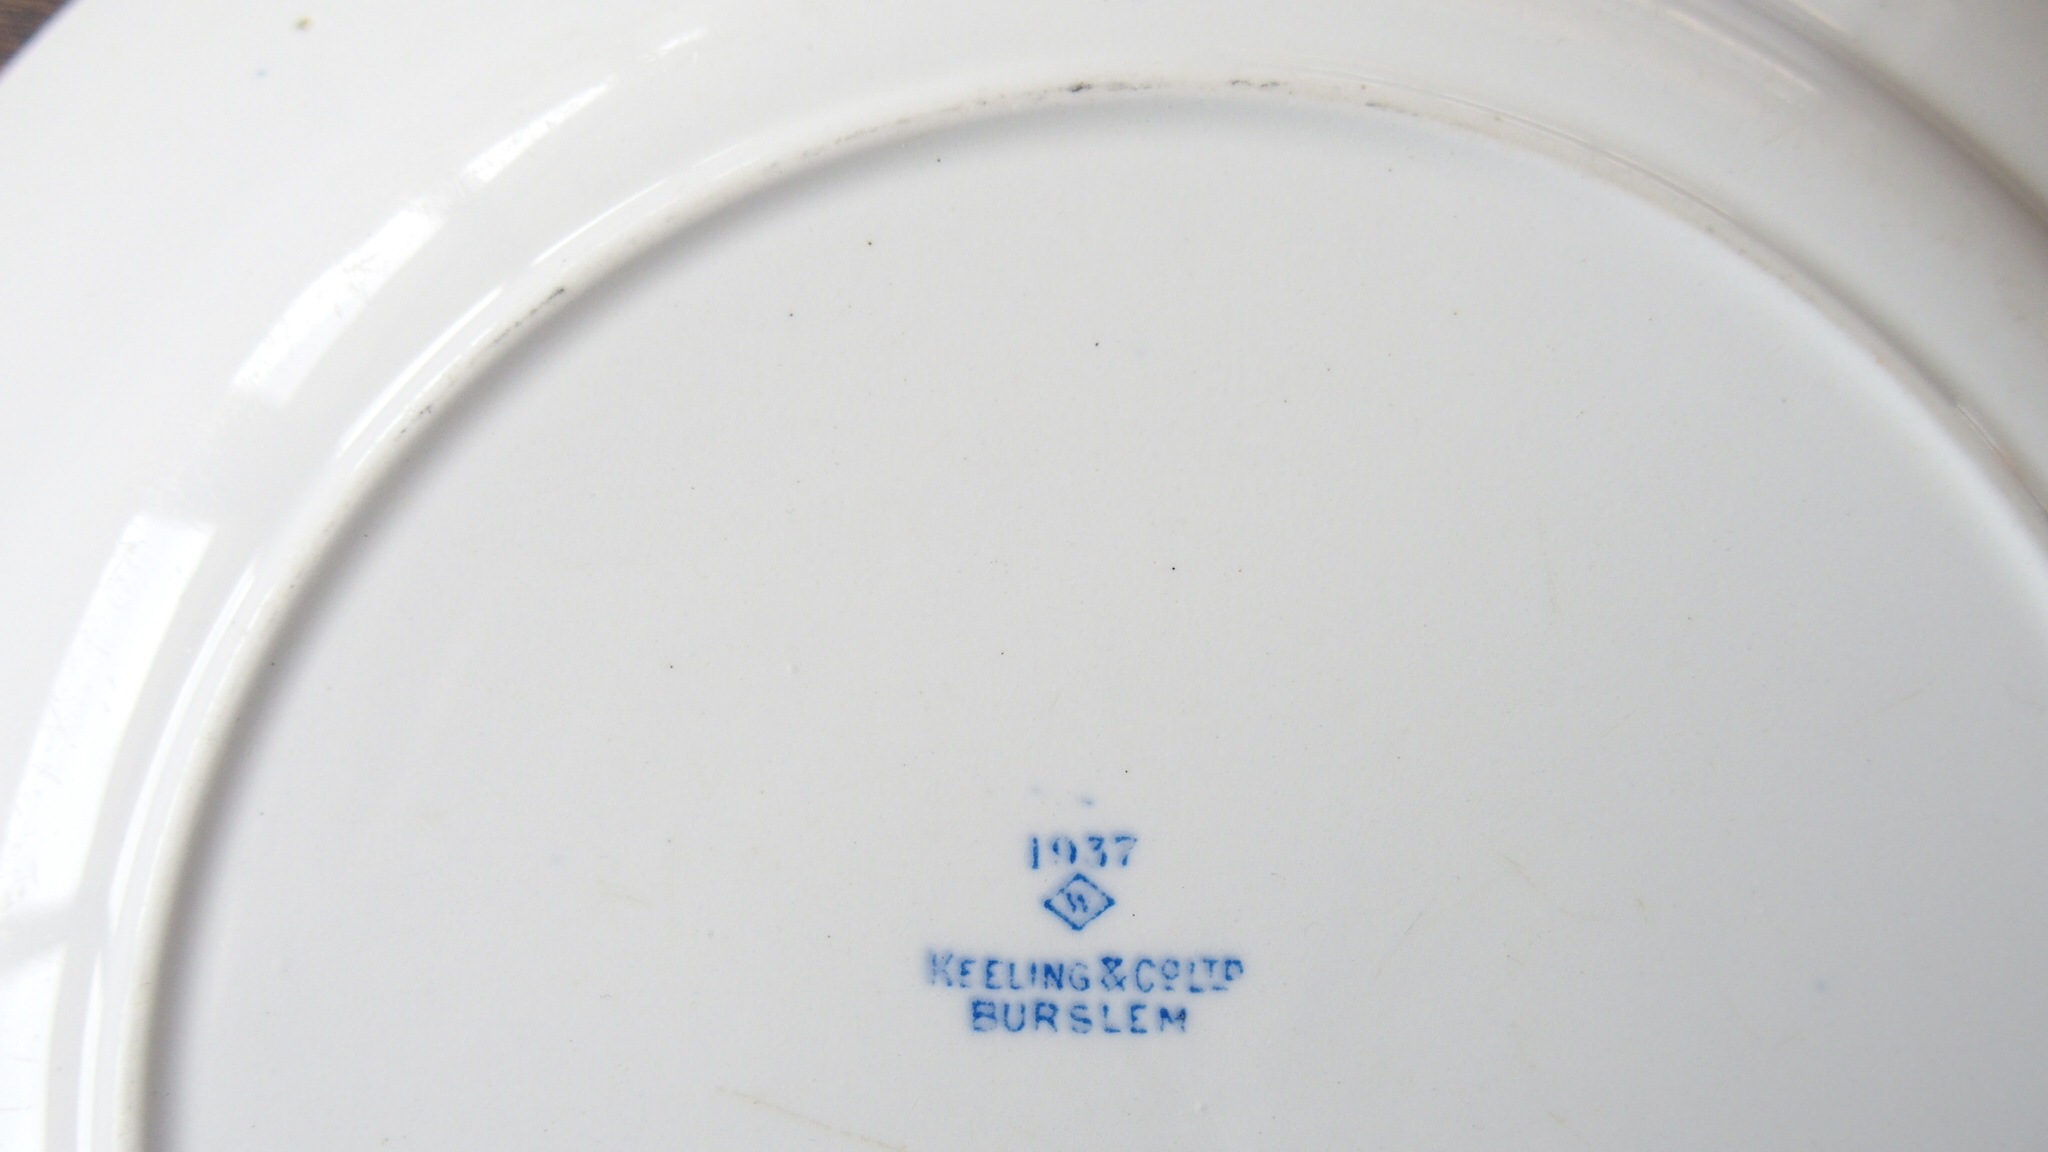 1937
W
KEELING & CO LTD
BURSLEM